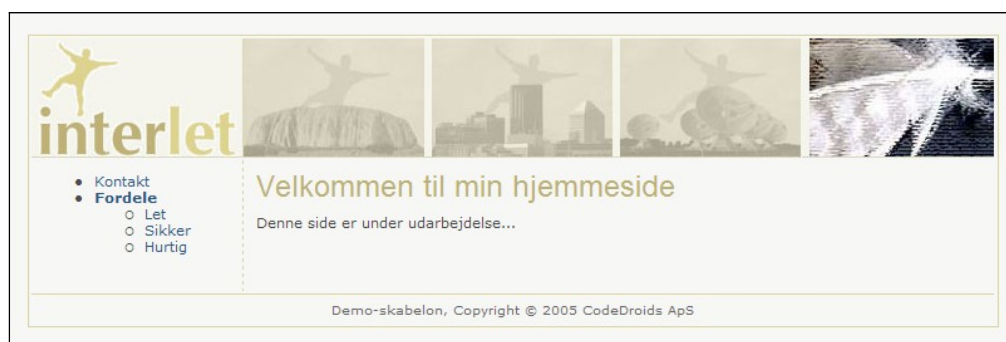 interlet
Kontakt
Fordele
Let
Sikker
Hurtig
Velkommen til min hjemmeside
Denne side er under udarbejdelse...
Demo-skabelon, Copyright © 2005 CodeDroids ApS